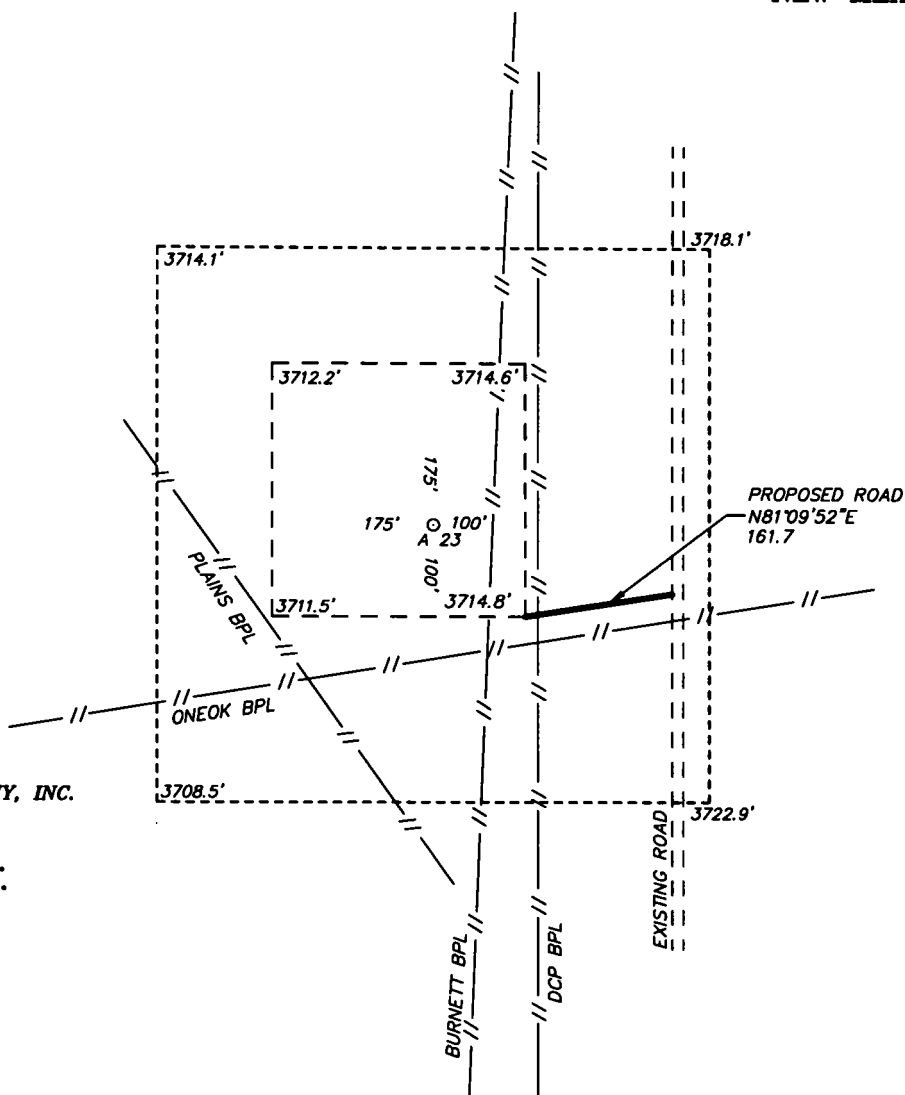 3714.1'
3718.1'
3712.2'
3714.6'
175'
175'
100'
A 23
100'
PROPOSED ROAD
N81°09'52"E
161.7
PLAINS BPL
3711.5'
3714.8'
ONEOK BPL
INC.
3708.5'
3722.9'
EXISTING ROAD
BURNETT BPL
DCP BPL